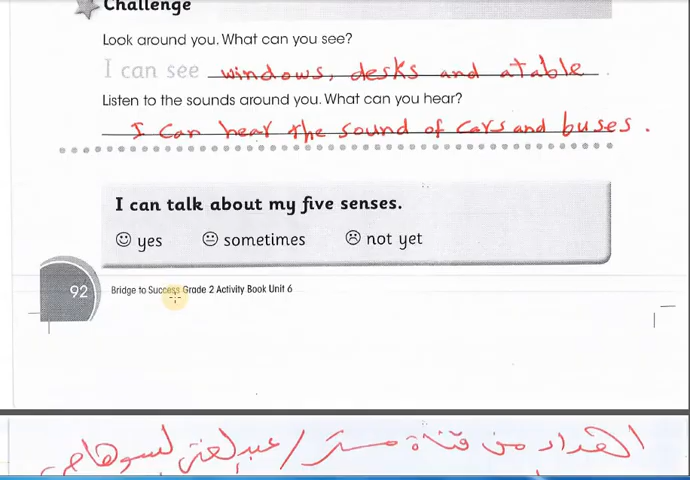 Challenge
Look around you. What can you see?
I can see windows, desks and atable.
Listen to the sounds around you. What can you hear?
I can hear the sound of cars and buses.
I can talk about my five senses.
yes sometimes not yet
92 Bridge to Success Grade 2 Activity Book Unit 6
من قناة مستر / عبدالغني